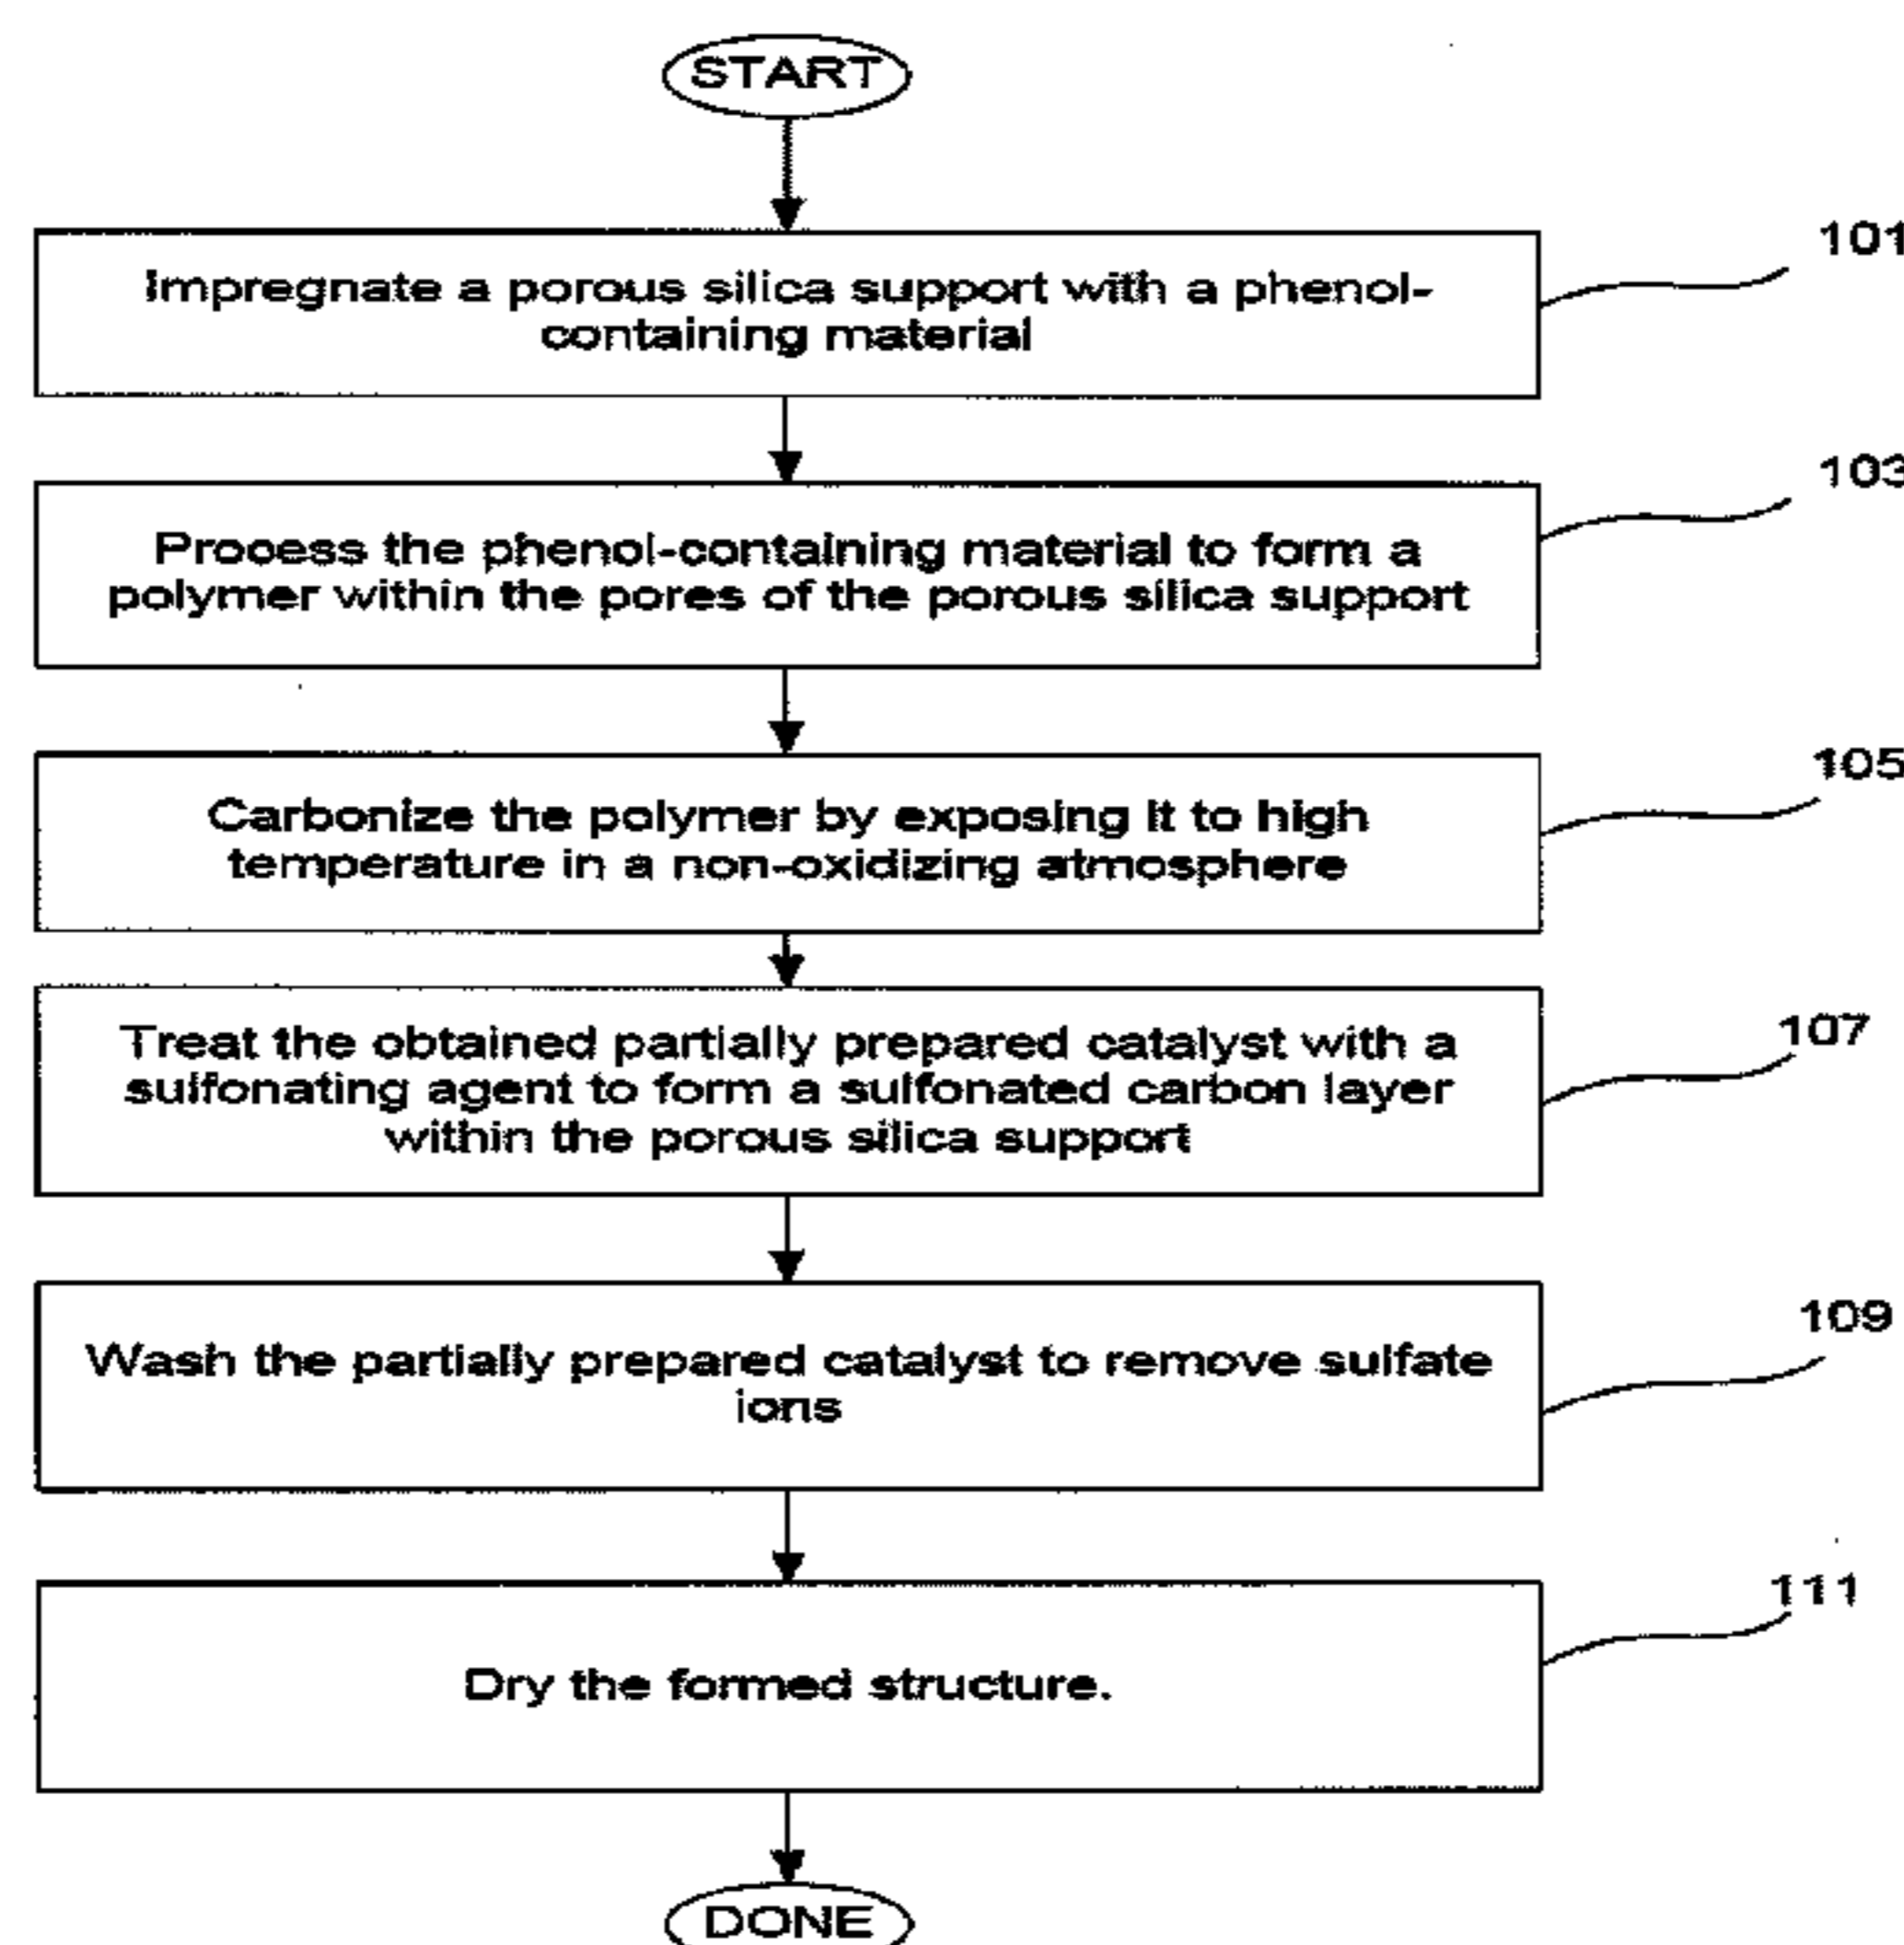 START
101
Impregnate a porous silica support with a phenol-
containing material
103
Process the phenol-containing material to form a
polymer within the pores of the porous silica support
105
Carbonize the polymer by exposing it to high
temperature in a non-oxidizing atmosphere
107
Treat the obtained partially prepared catalyst with a
sulfonating agent to form a sulfonated carbon layer
within the porous silica support
109
Wash the partially prepared catalyst to remove sulfate
ions
111
Dry the formed structure.
DONE